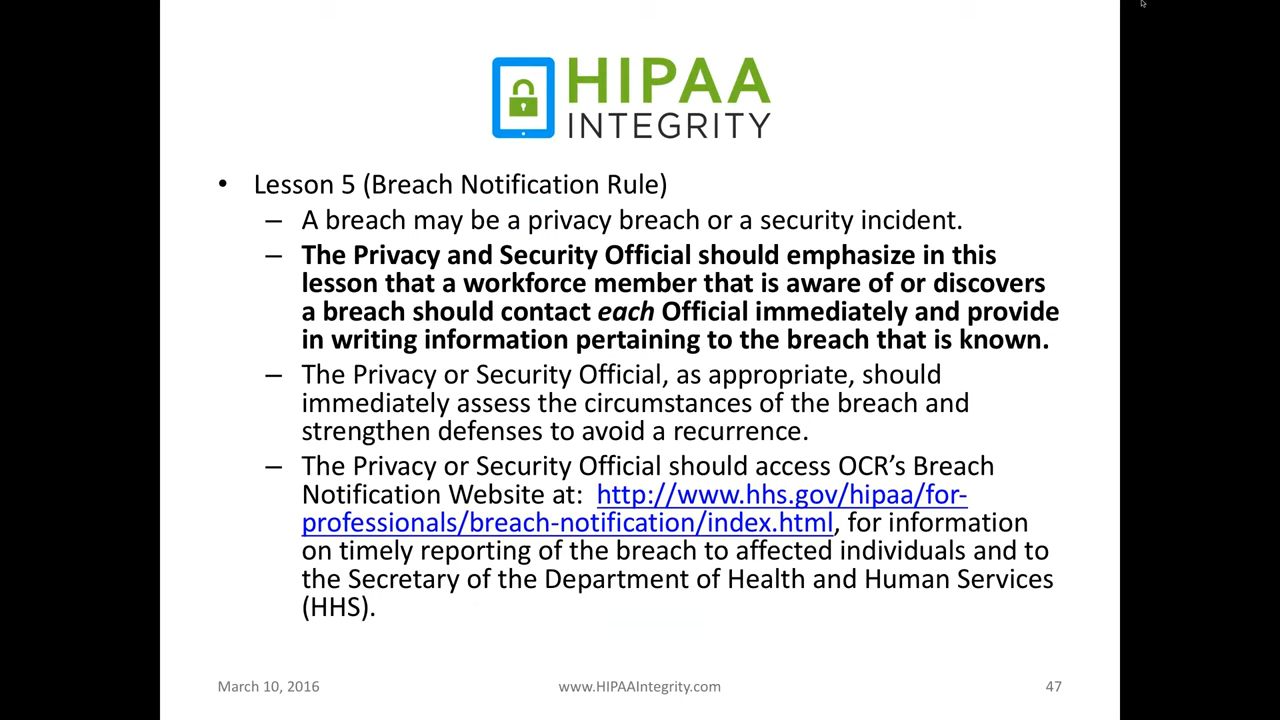 HIPAA
INTEGRITY
• Lesson 5 (Breach Notification Rule)
– A breach may be a privacy breach or a security incident.
– The Privacy and Security Official should emphasize in this
lesson that a workforce member that is aware of or discovers
a breach should contact each Official immediately and provide
in writing information pertaining to the breach that is known.
– The Privacy or Security Official, as appropriate, should
immediately assess the circumstances of the breach and
strengthen defenses to avoid a recurrence.
– The Privacy or Security Official should access OCR’s Breach
Notification Website at: http://www.hhs.gov/hipaa/for-
professionals/breach-notification/index.html, for information
on timely reporting of the breach to affected individuals and to
the Secretary of the Department of Health and Human Services
(HHS).
March 10, 2016 www.HIPAAIntegrity.com 47